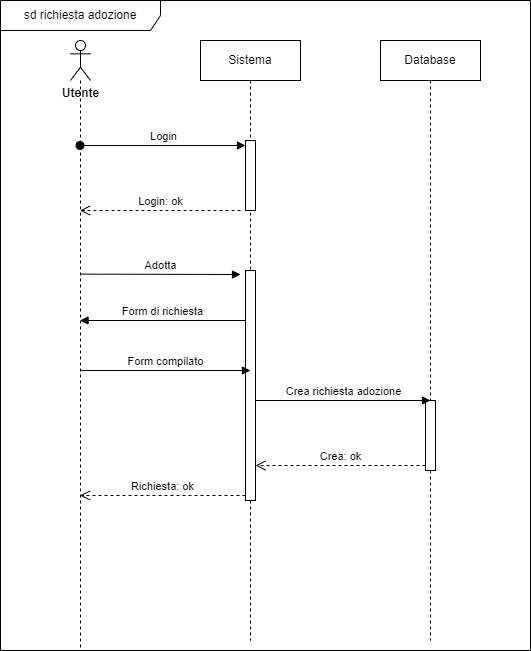 sd richiesta adozione
Utente
Sistema
Database
Login
Login: ok
Adotta
Form di richiesta
Form compilato
Crea richiesta adozione
Crea: ok
Richiesta: ok